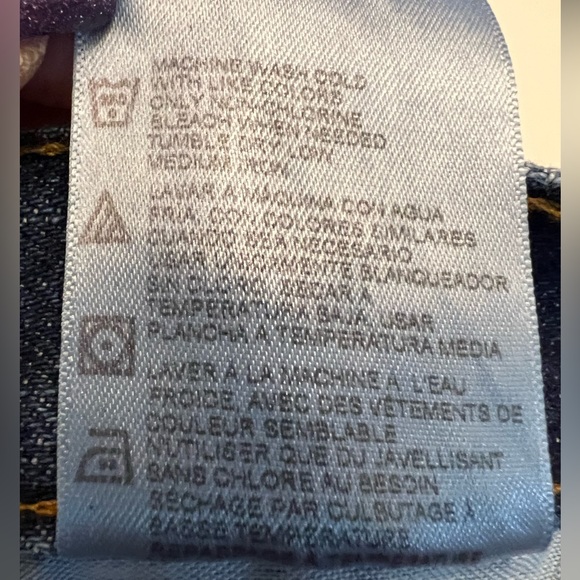 MACHINE WASH COLD
WITH LIKE COLORS
ONLY NON-CHLORINE
BLEACH WHEN NEEDED
TUMBLE DRY LOW
MEDIUM IRON
LAVAR A MAQUINA CON AGUA
FRIA, CON COLORES SIMILARES
CUANDO SEA NECESARIO
USAR UNICAMENTE BLANQUEADOR
SIN CLORO, SECAR A
TEMPERATURA BAJA, USAR
PLANCHA A TEMPERATURA MEDIA
LAVER A LA MACHINE À L'EAU
FROIDE, AVEC DES VÊTEMENTS DE
COULEUR SEMBLABLE
N'UTILISER QUE DU JAVELLISANT
SANS CHLORE AU BESOIN
SÉCHAGE PAR CULBUTAGE À
BASSE TEMPÉRATURE